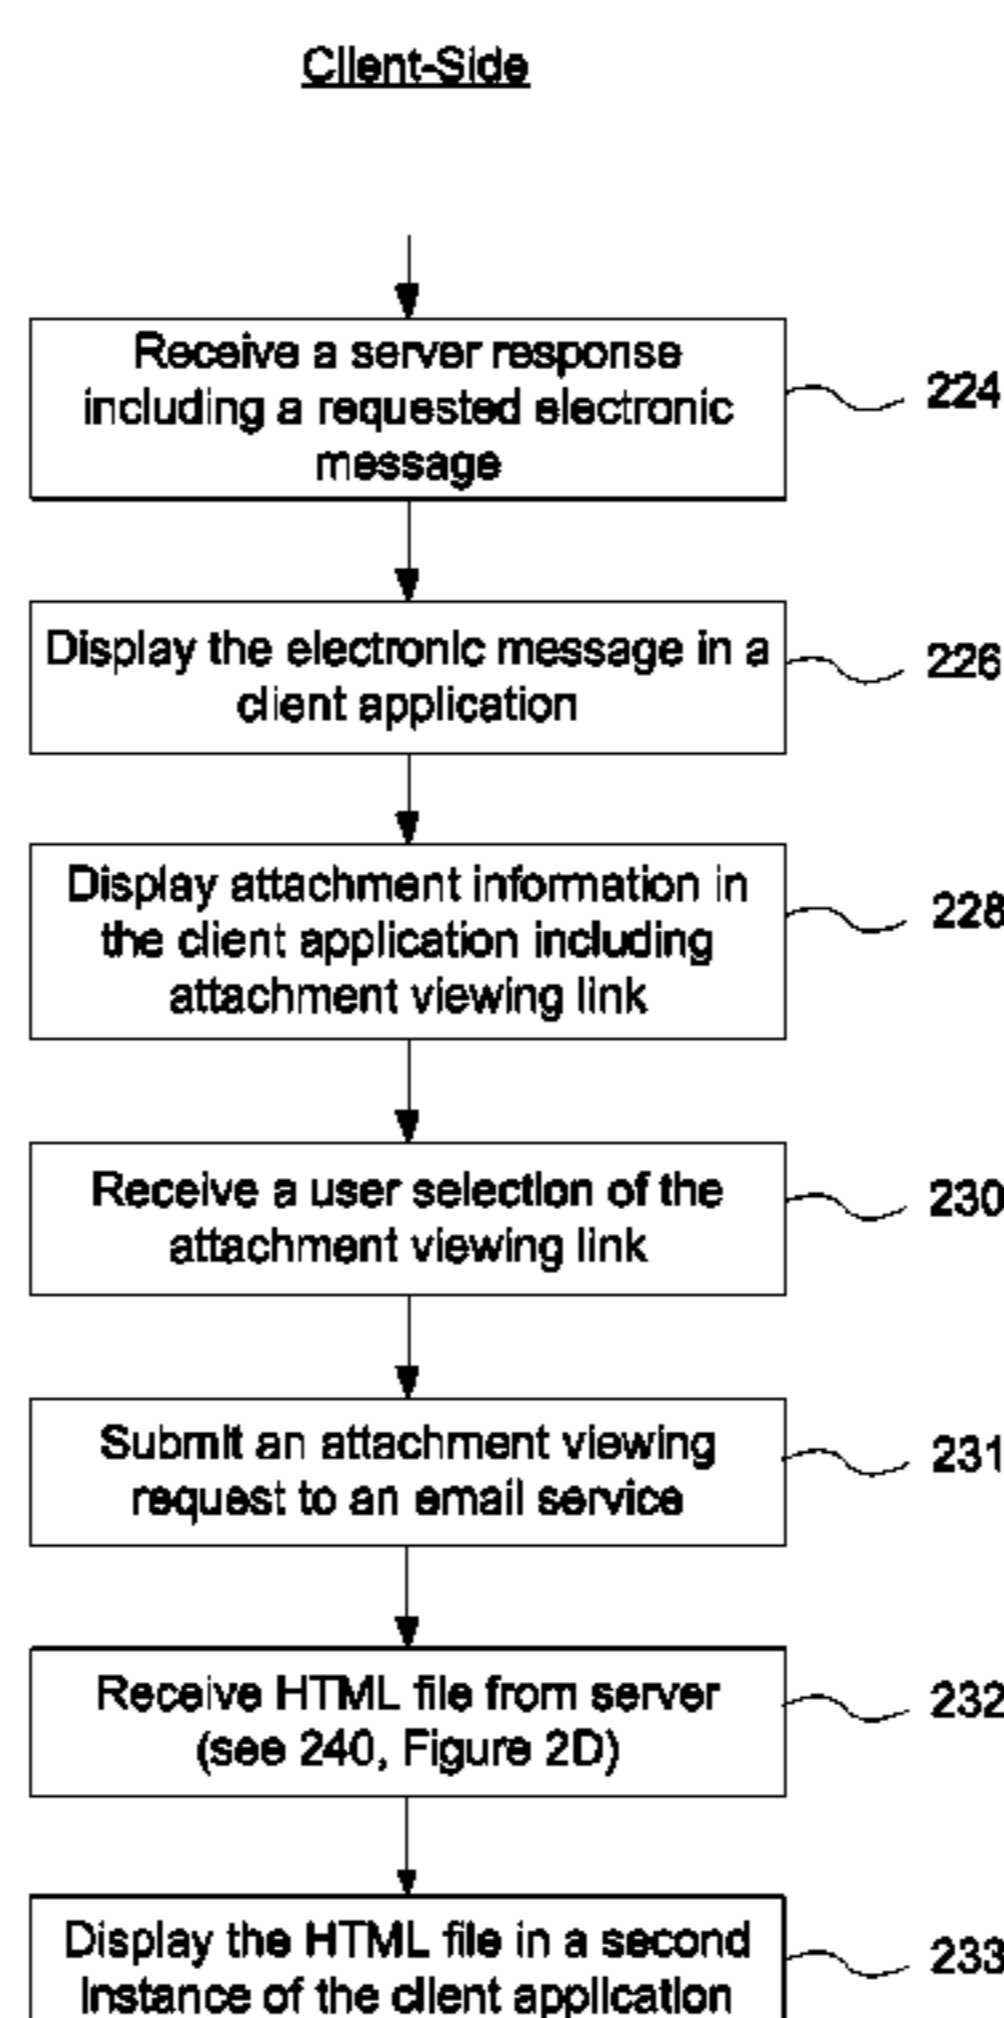 Client-Side
Receive a server response
including a requested electronic
message
224
Display the electronic message in a
client application
226
Display attachment information in
the client application including
attachment viewing link
228
Receive a user selection of the
attachment viewing link
230
Submit an attachment viewing
request to an email service
231
Receive HTML file from server
(see 240, Figure 2D)
232
Display the HTML file in a second
instance of the client application
233